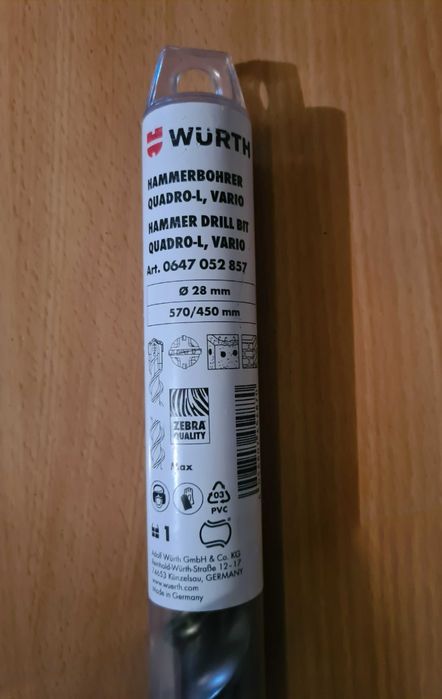 WÜRTH
HAMMERBOHRER
QUADRO-L, VARIO
HAMMER DRILL BIT
QUADRO-L, VARIO
Art. 0647 052 857
Ø 28 mm
570/450 mm
ZEBRA
QUALITY
Max
03
PVC
1
Adolf Würth GmbH & Co. KG
Reinhold-Würth-Straße 12-17
74653 Künzelsau, GERMANY
www.wuerth.com
Made in Germany